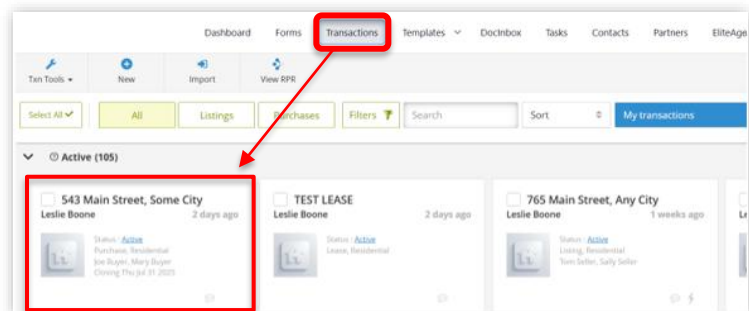 Dashboard Forms Transactions Templates DocInbox Tasks Contacts Partners EliteAge
Txn Tools New Import View RPR
Select All All Listings Purchases Filters Search Sort My transactions
Active (105)
543 Main Street, Some City
Leslie Boone 2 days ago
Status : Active
Purchase, Residential
Joe Buyer, Mary Buyer
Closing Thu Jul 31 2025
TEST LEASE
Leslie Boone 2 days ago
Status : Active
Lease, Residential
765 Main Street, Any City
Leslie Boone 1 weeks ago
Status : Active
Listing, Residential
Tom Seller, Sally Seller